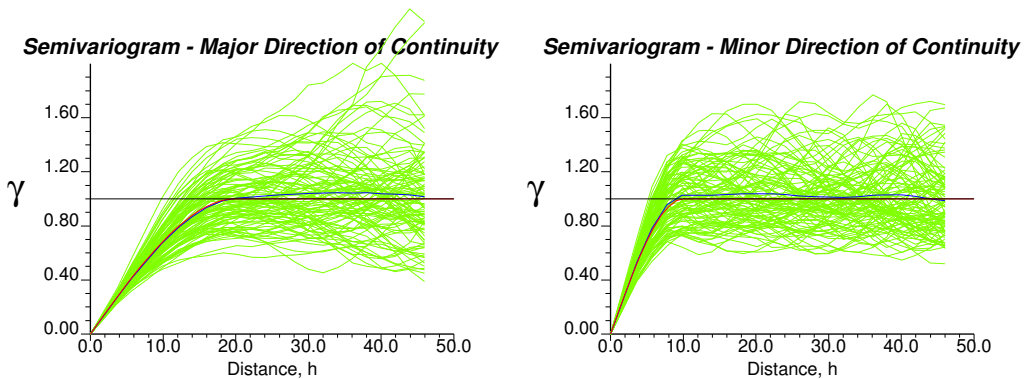 Semivariogram - Major Direction of Continuity
γ
1.60
1.20
0.80
0.40
0.00
0.0 10.0 20.0 30.0 40.0 50.0
Distance, h
Semivariogram - Minor Direction of Continuity
γ
1.60
1.20
0.80
0.40
0.00
0.0 10.0 20.0 30.0 40.0 50.0
Distance, h